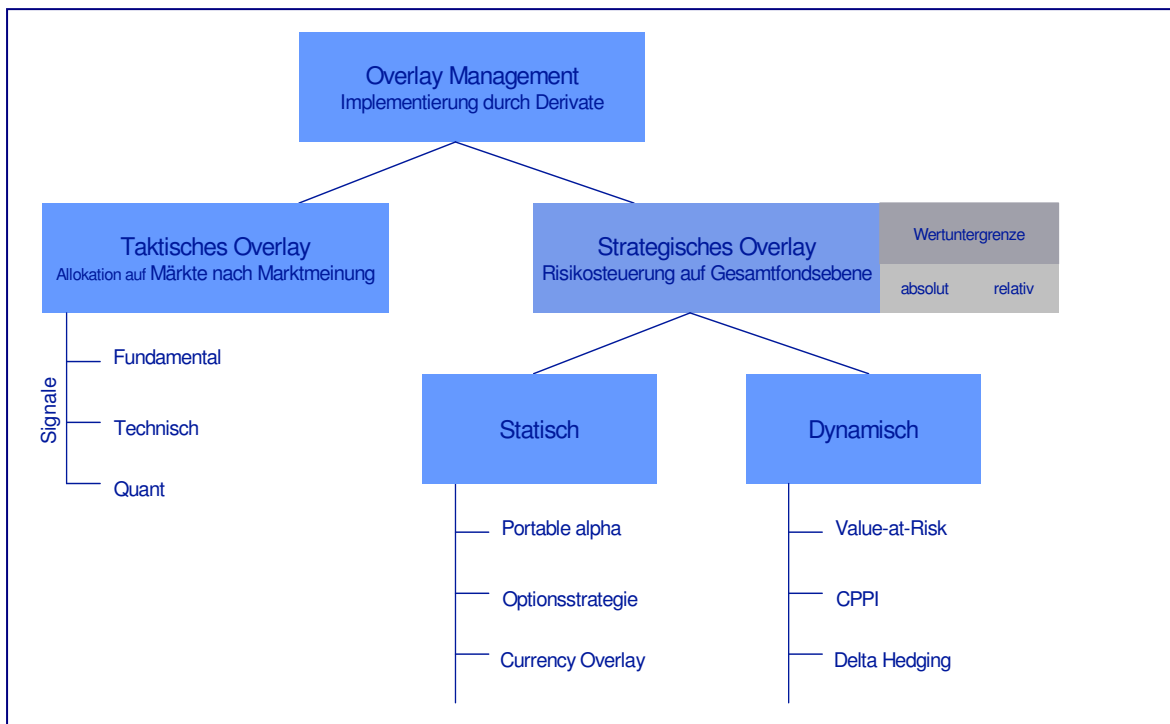 Overlay Management
Implementierung durch Derivate
Taktisches Overlay
Allokation auf Märkte nach Marktmeinung
Strategisches Overlay
Risikosteuerung auf Gesamtfondsebene
Wertuntergrenze
absolut relativ
Signale
Fundamental
Technisch
Quant
Statisch
Portable alpha
Optionsstrategie
Currency Overlay
Dynamisch
Value-at-Risk
CPPI
Delta Hedging